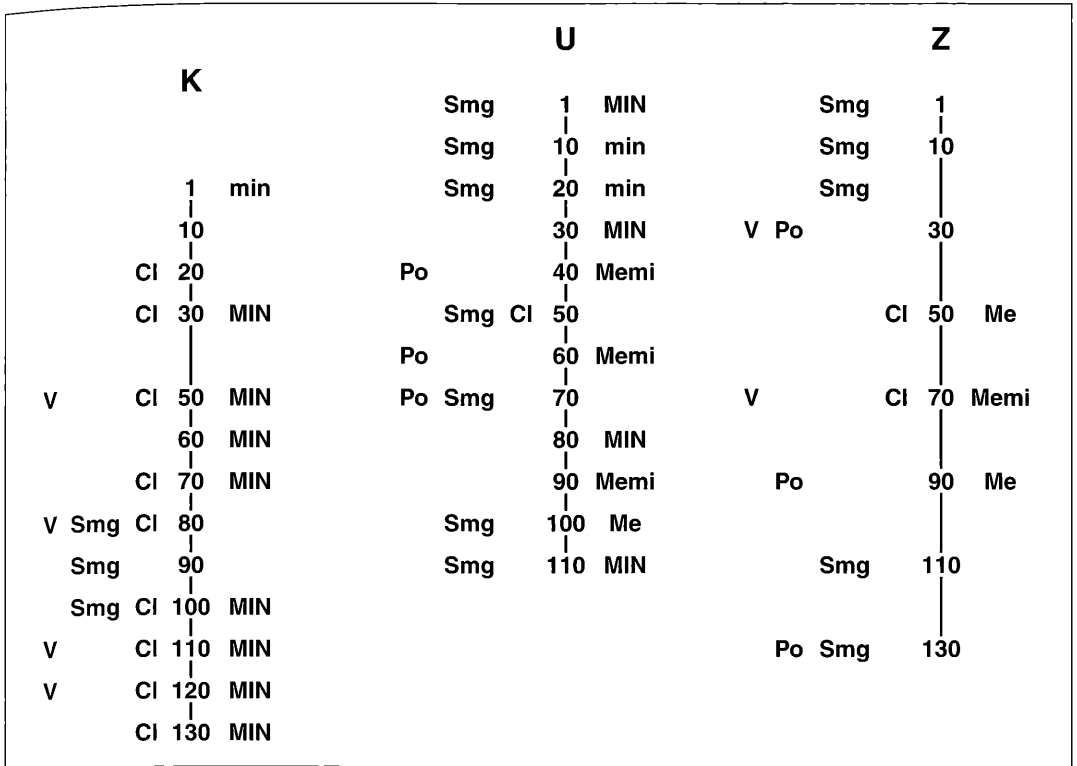 U Z
K
Smg 1 MIN Smg 1
Smg 10 min Smg 10
1 min Smg 20 min Smg
10 30 MIN V Po 30
Cl 20 Po 40 Memi
Cl 30 MIN Smg Cl 50 Cl 50 Me
Po 60 Memi
V Cl 50 MIN Po Smg 70 V Cl 70 Memi
60 MIN 80 MIN
Cl 70 MIN 90 Memi Po 90 Me
V Smg Cl 80 Smg 100 Me
Smg 90 Smg 110 MIN Smg 110
Smg Cl 100 MIN
V Cl 110 MIN Po Smg 130
V Cl 120 MIN
Cl 130 MIN